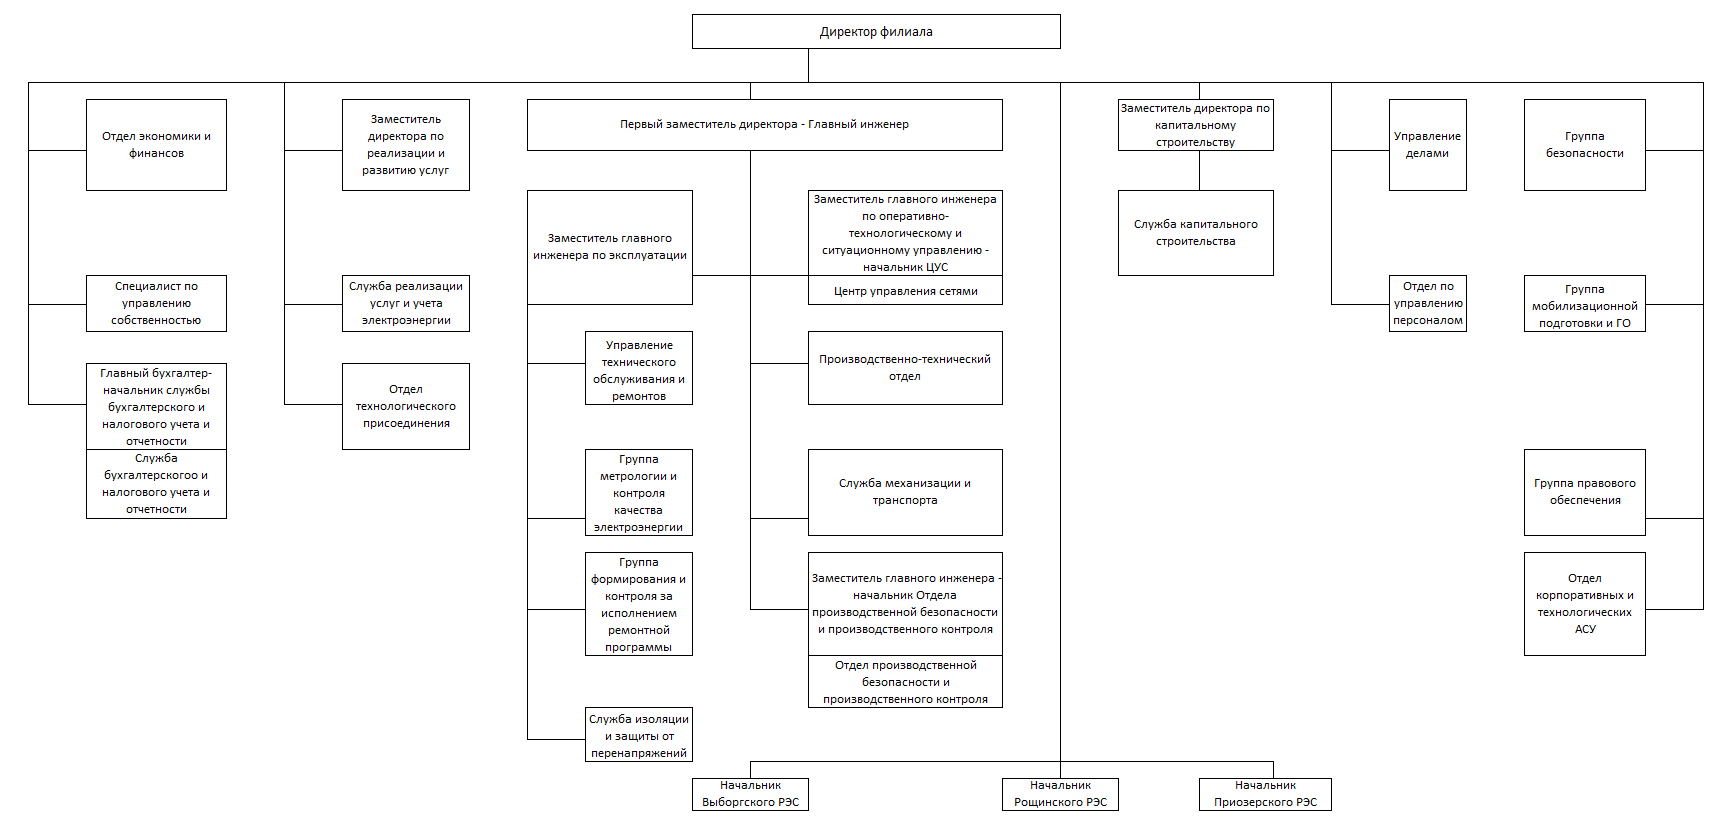 Директор филиала
Отдел экономики и
финансов
Заместитель
директора по
реализации и
развитию услуг
Первый заместитель директора - Главный инженер
Заместитель директора по
капитальному
строительству
Управление
делами
Группа
безопасности
Заместитель главного
инженера по эксплуатации
Заместитель главного инженера
по оперативно-
технологическому и
ситуационному управлению -
начальник ЦУС
Центр управления сетями
Служба капитального
строительства
Специалист по
управлению
собственностью
Служба реализации
услуг и учета
электроэнергии
Отдел по
управлению
персоналом
Группа
мобилизационной
подготовки и ГО
Главный бухгалтер-
начальник службы
бухгалтерского и
налогового учета и
отчетности
Служба
бухгалтерскогоо и
налогового учета и
отчетности
Отдел
технологического
присоединения
Управление
технического
обслуживания и
ремонтов
Производственно-технический
отдел
Группа
метрологии и
контроля
качества
электроэнергии
Служба механизации и
транспорта
Группа правового
обеспечения
Группа
формирования и
контроля за
исполнением
ремонтной
программы
Заместитель главного инженера -
начальник Отдела
производственной безопасности
и производственного контроля
Отдел производственной
безопасности и
производственного контроля
Отдел
корпоративных и
технологических
АСУ
Служба изоляции
и защиты от
перенапряжений
Начальник
Выборгского РЭС
Начальник
Рощинского РЭС
Начальник
Приозерского РЭС